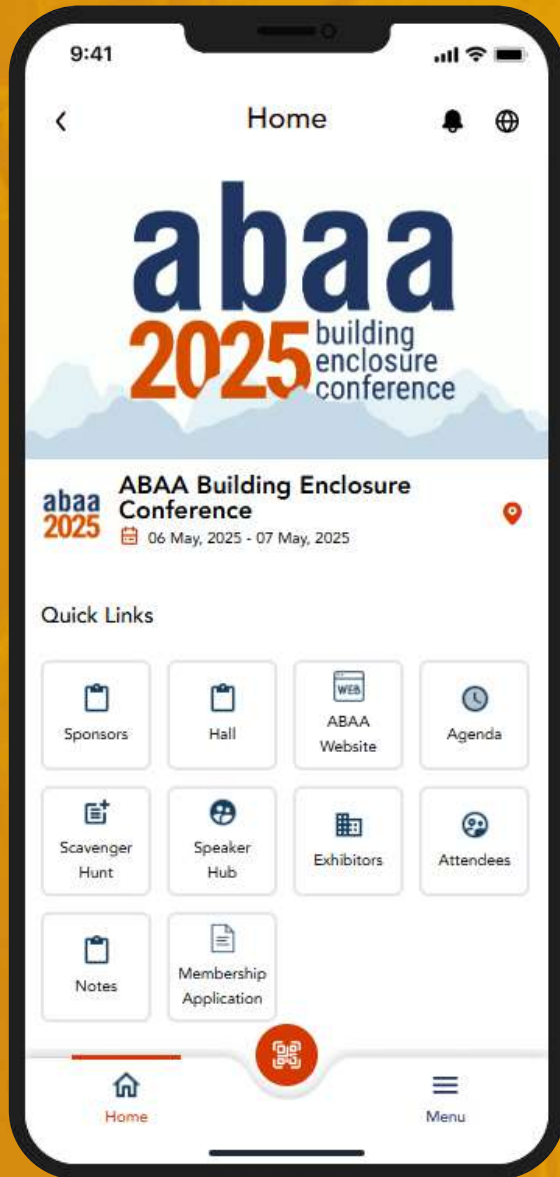 9:41
Home
abaa
2025
building
enclosure
conference
abaa
2025
ABAA Building Enclosure
Conference
06 May, 2025 - 07 May, 2025
Quick Links
Sponsors
Hall
WEB
ABAA
Website
Agenda
Scavenger
Hunt
Speaker
Hub
Exhibitors
Attendees
Notes
Membership
Application
Home
Menu